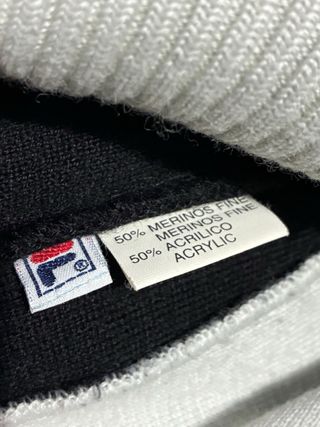 F®
50% MERINOS FINE
MERINOS FINE
50% ACRILICO
ACRYLIC